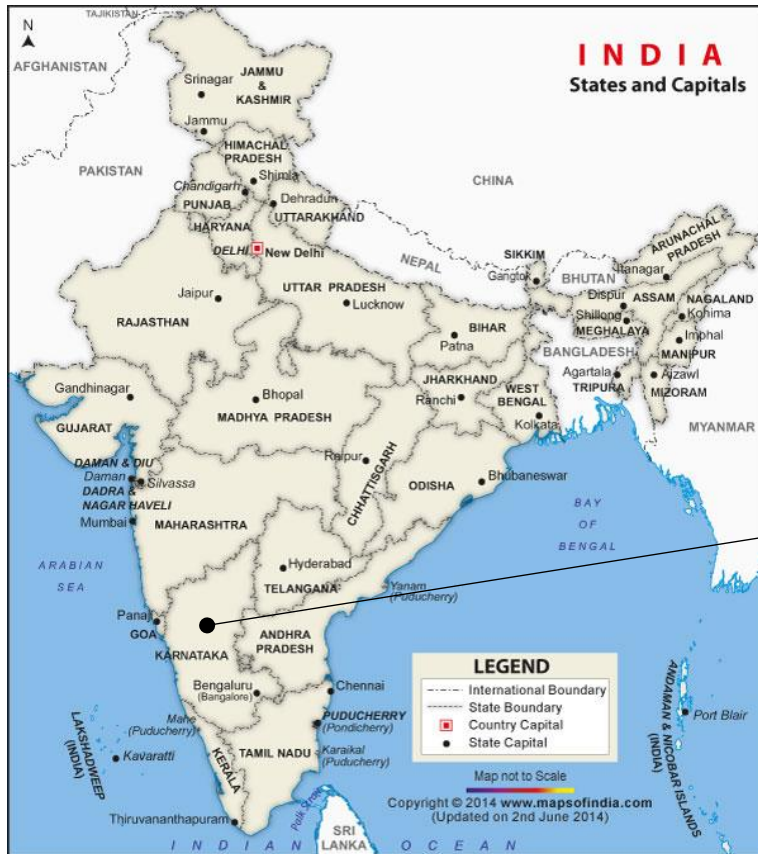 TAJIKISTAN
N
AFGHANISTAN
INDIA
States and Capitals
JAMMU
&
KASHMIR
Srinagar
Jammu
HIMACHAL
PRADESH
Shimla
PAKISTAN
Chandigarh
PUNJAB
Dehradun
UTTARAKHAND
HARYANA
CHINA
DELHI
New Delhi
NEPAL
SIKKIM
Gangtok
BHUTAN
ARUNACHAL
PRADESH
Itanagar
Jaipur
RAJASTHAN
UTTAR PRADESH
Lucknow
Dispur
ASSAM
NAGALAND
Kohima
Shillong
MEGHALAYA
BIHAR
Patna
Imphal
MANIPUR
BANGLADESH
Agartala
TRIPURA
Aizawl
MIZORAM
Gandhinagar
GUJARAT
Bhopal
MADHYA PRADESH
JHARKHAND
Ranchi
WEST
BENGAL
Kolkata
MYANMAR
DAMAN & DIU
Daman
Silvassa
DADRA &
NAGAR HAVELI
Mumbai
MAHARASHTRA
Raipur
CHHATTISGARH
ODISHA
Bhubaneswar
BAY
OF
BENGAL
ARABIAN
SEA
Hyderabad
TELANGANA
Yanam
(Puducherry)
Panaji
GOA
KARNATAKA
ANDHRA
PRADESH
Bengaluru
(Bangalore)
Chennai
Mahe
(Puducherry)
PUDUCHERRY
(Pondicherry)
LAKSHADWEEP
(INDIA)
Kavaratti
KERALA
TAMIL NADU
Karaikal
(Puducherry)
Thiruvananthapuram
Palk Strait
SRI
LANKA
INDIAN OCEAN
ANDAMAN & NICOBAR ISLANDS
(INDIA)
Port Blair
LEGEND
International Boundary
State Boundary
Country Capital
State Capital
Map not to Scale
Copyright © 2014 www.mapsofindia.com
(Updated on 2nd June 2014)